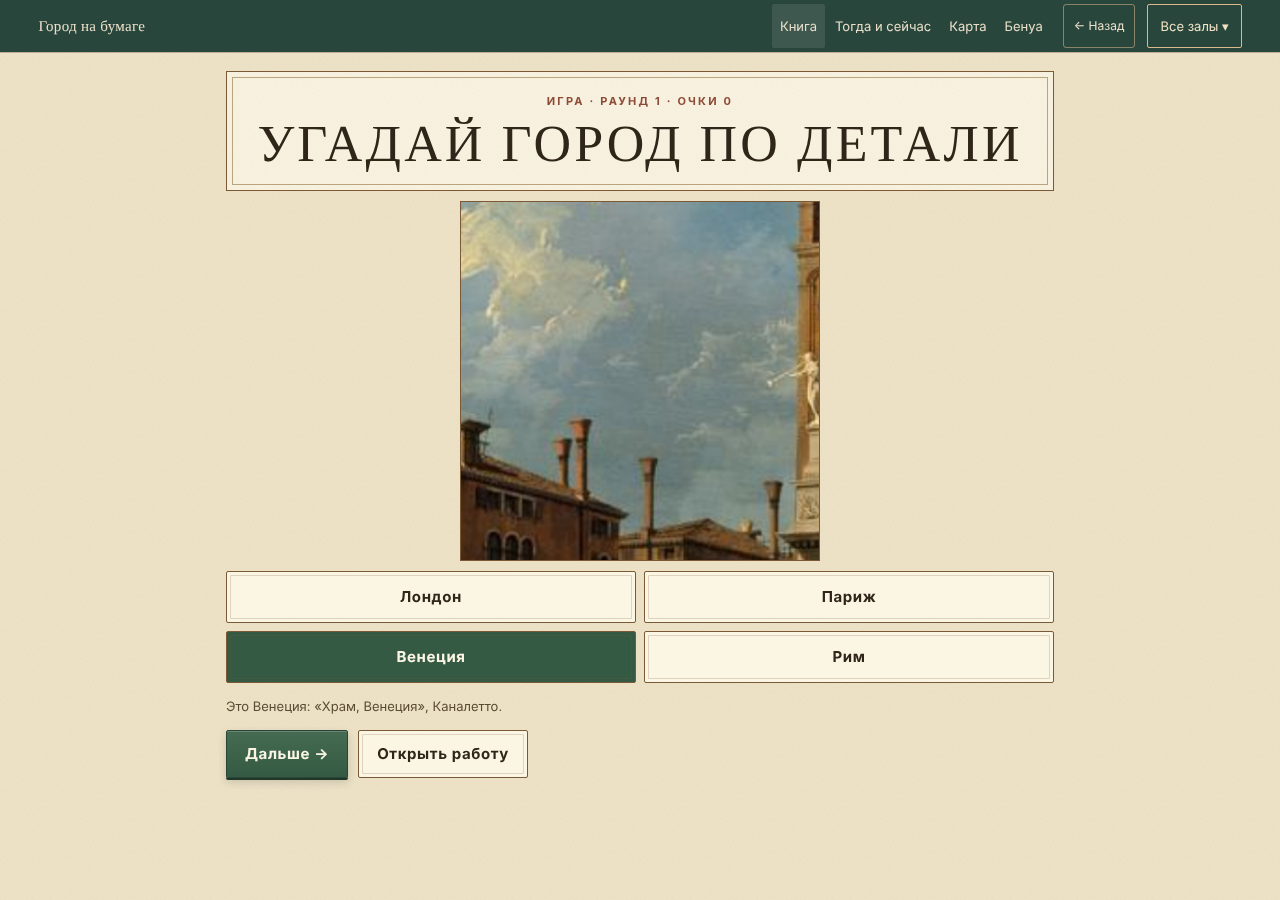 Город на бумаге
Книга Тогда и сейчас Карта Бенуа ← Назад Все залы ▾
ИГРА · РАУНД 1 · ОЧКИ 0
УГАДАЙ ГОРОД ПО ДЕТАЛИ
Лондон
Париж
Венеция
Рим
Это Венеция: «Храм, Венеция», Каналетто.
Дальше →
Открыть работу